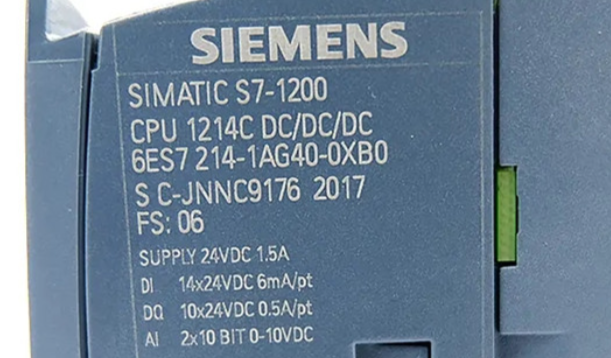 SIEMENS
SIMATIC S7-1200
CPU 1214C DC/DC/DC
6ES7 214-1AG40-0XB0
S C-JNNC9176 2017
FS: 06
SUPPLY 24VDC 1.5A
DI 14x24VDC 6mA/pt
DQ 10x24VDC 0.5A/pt
AI 2x10 BIT 0-10VDC